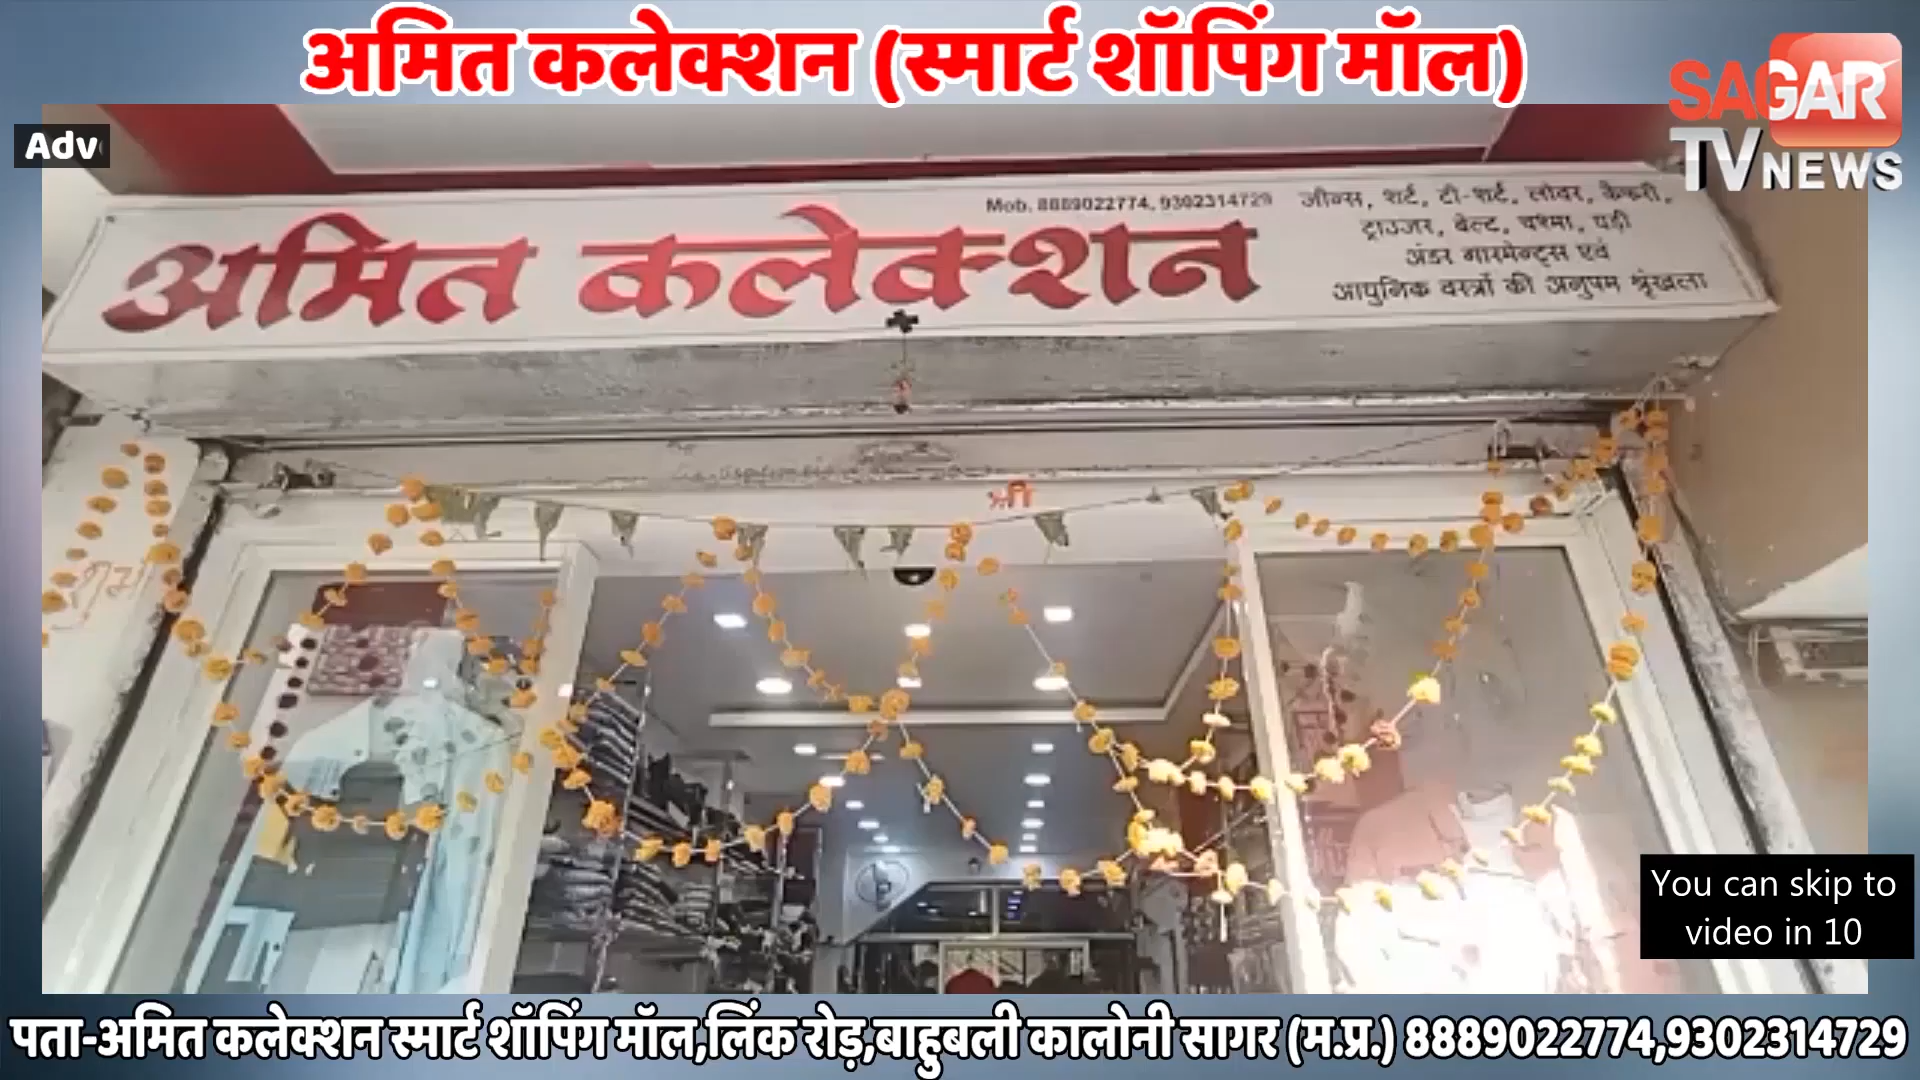 अमित कलेक्शन (स्मार्ट शॉपिंग मॉल)
SAGAR
TV NEWS
Adv
Mob. 8889022774, 9302314729
अमित कलेक्शन
जीन्स, शर्ट, टी-शर्ट, लोवर, कैपरी,
ट्राउजर, बेल्ट, चश्मा, घड़ी
अंडर गारमेन्ट्स एवं
आधुनिक वस्त्रों की अनुपम श्रृंखला
श्री
शुभ
You can skip to
video in 10
पता-अमित कलेक्शन स्मार्ट शॉपिंग मॉल,लिंक रोड़,बाहुबली कालोनी सागर (म.प्र.) 8889022774,9302314729